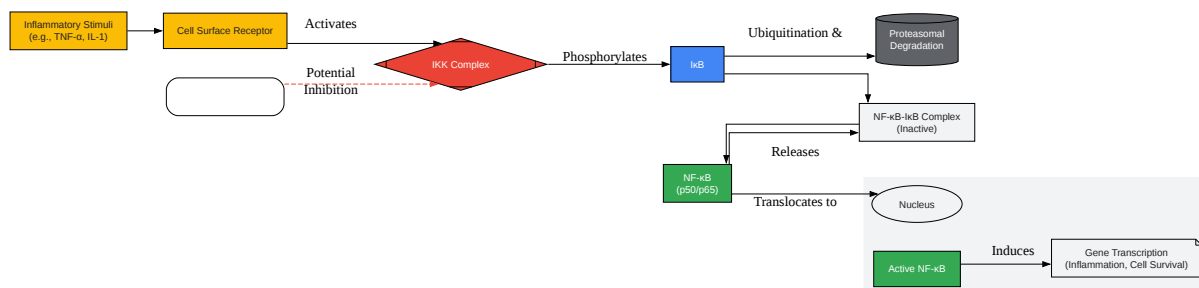 Inflammatory Stimuli
(e.g., TNF-α, IL-1)
Cell Surface Receptor
Activates
IKK Complex
Potential
Inhibition
Phosphorylates
IκB
Ubiquitination &
Proteasomal
Degradation
NF-κB-IκB Complex
(Inactive)
Releases
NF-κB
(p50/p65)
Translocates to
Nucleus
Active NF-κB
Induces
Gene Transcription
(Inflammation, Cell Survival)